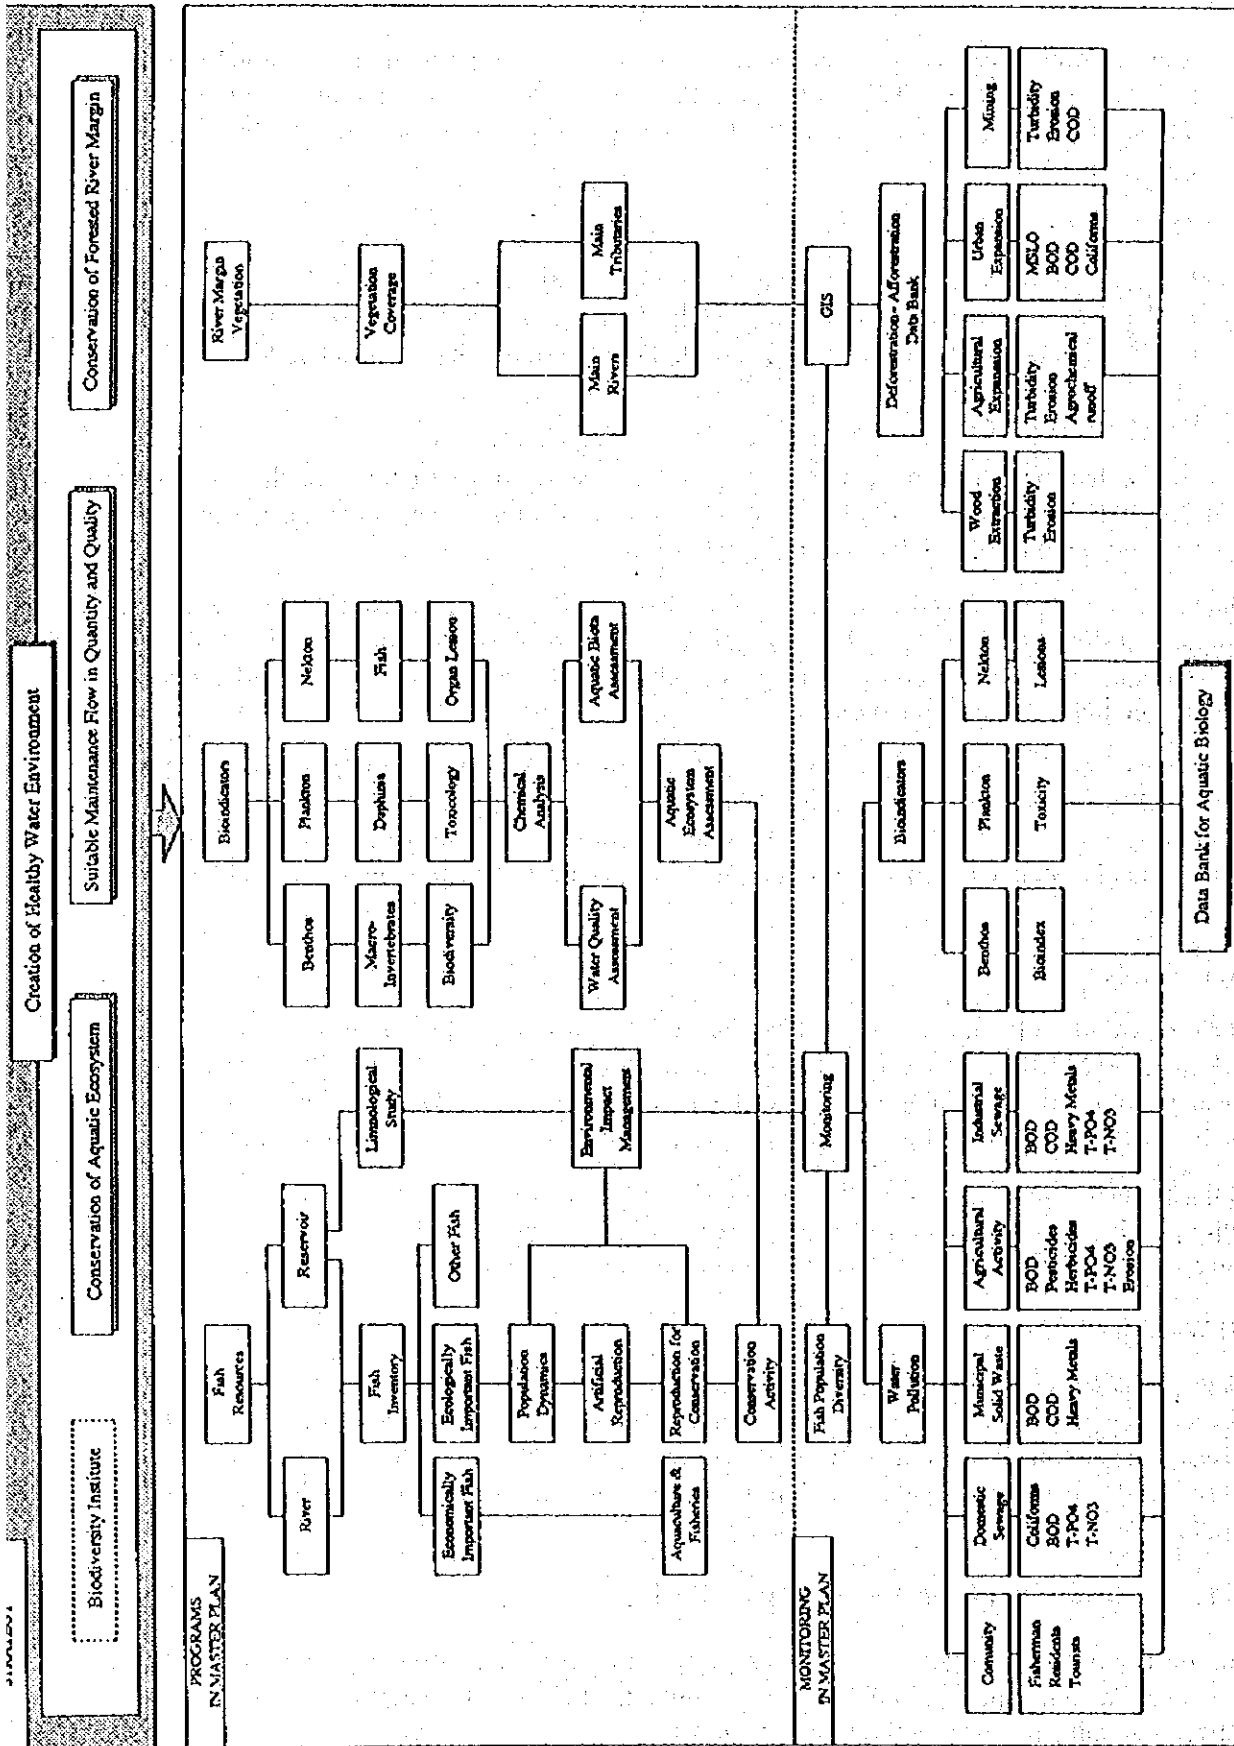 Creation of Healthy Water Environment
Biodiversity Institute
Conservation of Aquatic Ecosystem
Suitable Maintenance Flow in Quantity and Quality
Conservation of Forested River Margin
PROGRAMS
IN MASTER PLAN
Fish
Resources
River
Reservoir
Fish
Inventory
Limnological
Study
Economically
Important Fish
Ecologically
Important Fish
Other Fish
Population
Dynamics
Artificial
Reproduction
Environmental
Impact
Management
Aquaculture &
Fisheries
Reproduction for
Conservation
Conservation
Activity
Bioindicators
Benthos
Plankton
Nekton
Macro-
Invertebrates
Daphnia
Fish
Biodiversity
Toxicology
Organ Lession
Chemical
Analysis
Water Quality
Assessment
Aquatic Biota
Assessment
Aquatic
Ecosystem
Assessment
River Margin
Vegetation
Vegetation
Coverage
Main
Rivers
Main
Tributaries
MONITORING
IN MASTER PLAN
Fish Population
Diversity
Monitoring
GIS
Water
Pollution
Bioindicators
Deforestration - Afforestration
Data Bank
Comunity
Domestic
Sewage
Municipal
Solid Waste
Agricultural
Activity
Industrial
Sewage
Benthos
Plankton
Nekton
Wood
Extraction
Agricultural
Expansion
Urban
Expansion
Mining
Fisherman
Residents
Tourists
Coliforms
BOD
T-PO4
T-NO3
BOD
COD
Heavy Metals
BOD
Pesticides
Herbicides
T-PO4
T-NO3
Erosion
BOD
COD
Heavy Metals
T-PO4
T-NO3
Bioindex
Toxicity
Lesions
Turbidity
Erosion
Turbidity
Erosion
Agrochemical
runoff
MSLO
BOD
COD
Coliforms
Turbidity
Erosion
COD
Data Bank for Aquatic Biology